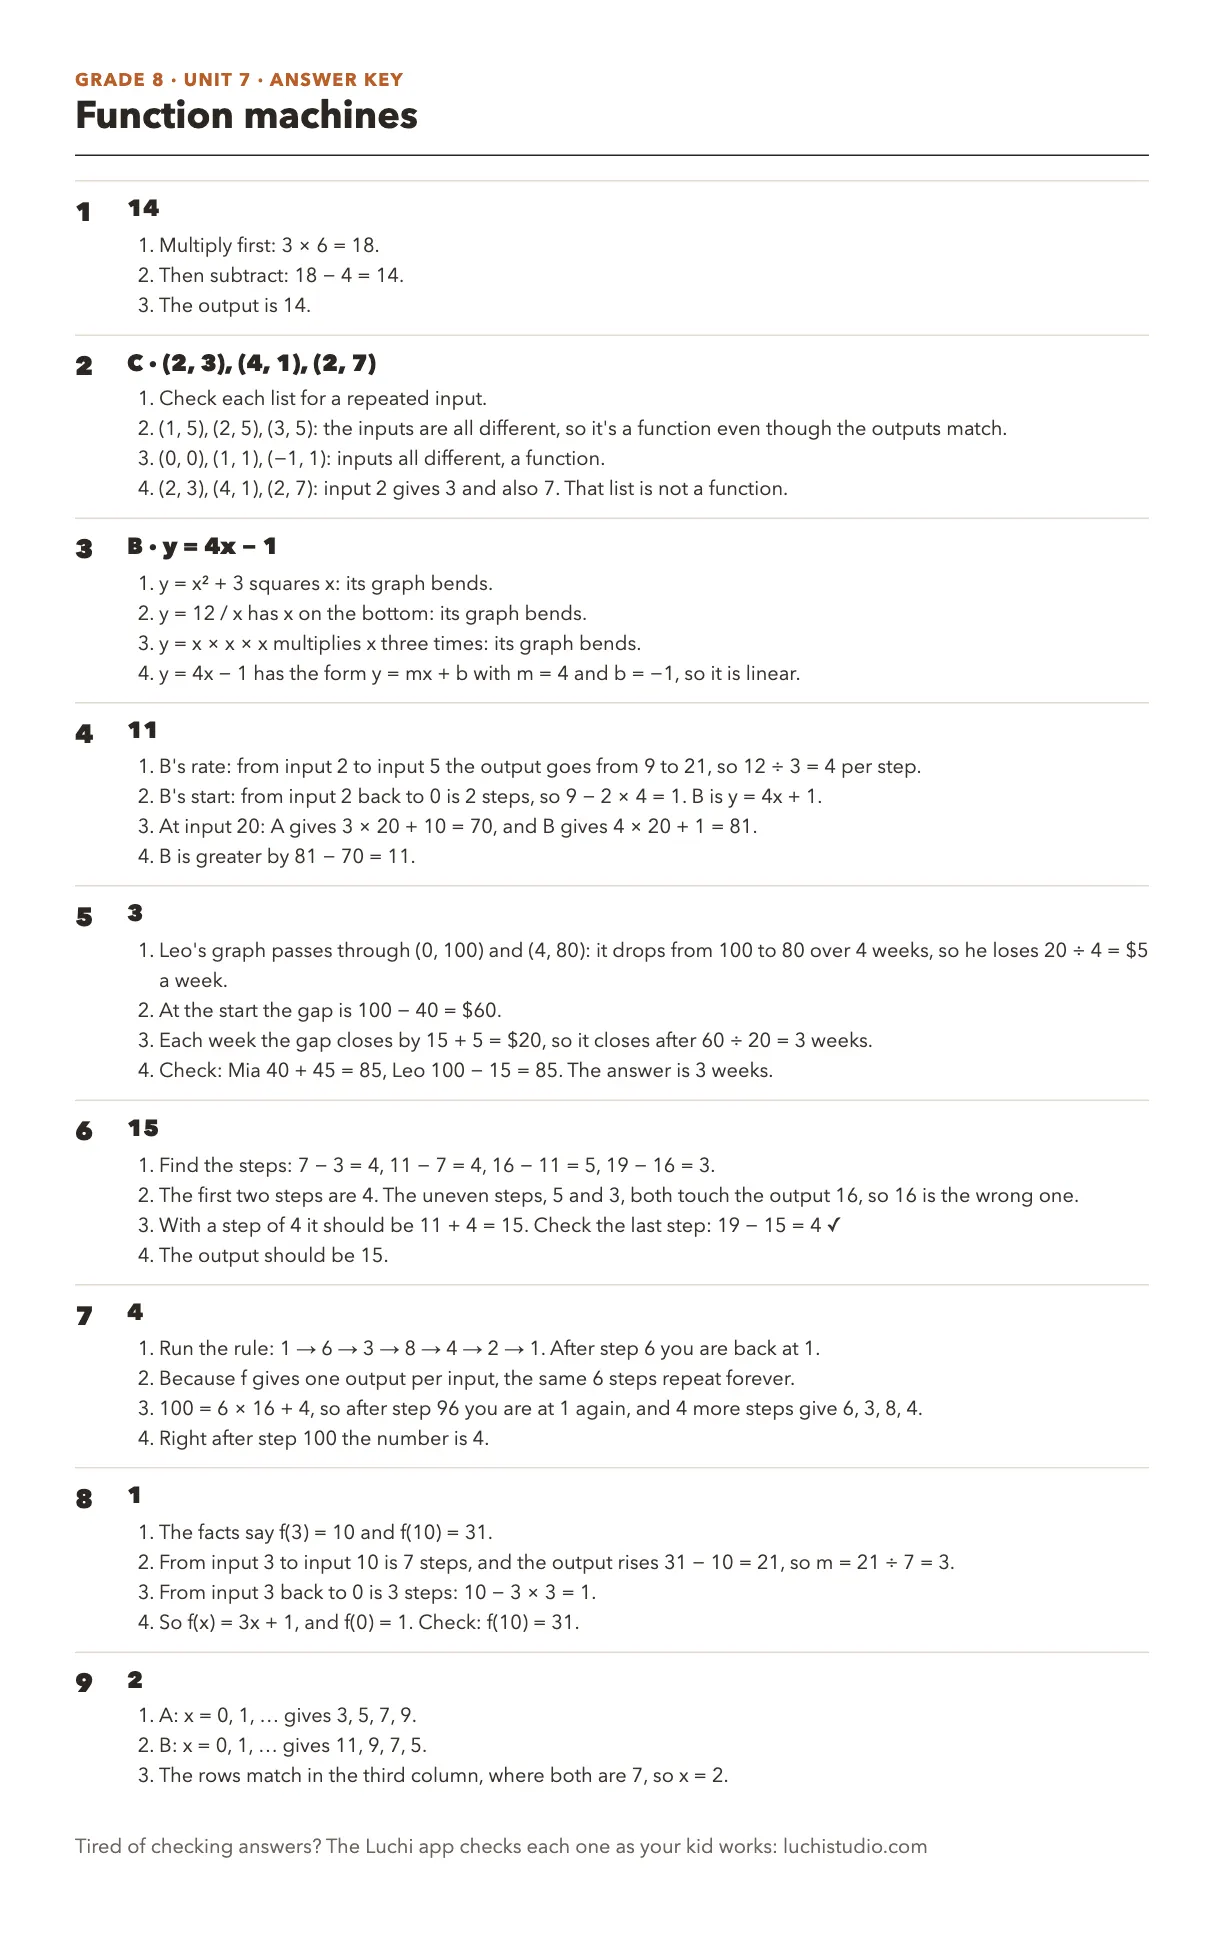 GRADE 8 · UNIT 7 · ANSWER KEY
Function machines
1 14
1. Multiply first: 3 × 6 = 18.
2. Then subtract: 18 − 4 = 14.
3. The output is 14.
2 C · (2, 3), (4, 1), (2, 7)
1. Check each list for a repeated input.
2. (1, 5), (2, 5), (3, 5): the inputs are all different, so it's a function even though the outputs match.
3. (0, 0), (1, 1), (−1, 1): inputs all different, a function.
4. (2, 3), (4, 1), (2, 7): input 2 gives 3 and also 7. That list is not a function.
3 B · y = 4x − 1
1. y = x² + 3 squares x: its graph bends.
2. y = 12 / x has x on the bottom: its graph bends.
3. y = x × x × x multiplies x three times: its graph bends.
4. y = 4x − 1 has the form y = mx + b with m = 4 and b = −1, so it is linear.
4 11
1. B's rate: from input 2 to input 5 the output goes from 9 to 21, so 12 ÷ 3 = 4 per step.
2. B's start: from input 2 back to 0 is 2 steps, so 9 − 2 × 4 = 1. B is y = 4x + 1.
3. At input 20: A gives 3 × 20 + 10 = 70, and B gives 4 × 20 + 1 = 81.
4. B is greater by 81 − 70 = 11.
5 3
1. Leo's graph passes through (0, 100) and (4, 80): it drops from 100 to 80 over 4 weeks, so he loses 20 ÷ 4 = $5
a week.
2. At the start the gap is 100 − 40 = $60.
3. Each week the gap closes by 15 + 5 = $20, so it closes after 60 ÷ 20 = 3 weeks.
4. Check: Mia 40 + 45 = 85, Leo 100 − 15 = 85. The answer is 3 weeks.
6 15
1. Find the steps: 7 − 3 = 4, 11 − 7 = 4, 16 − 11 = 5, 19 − 16 = 3.
2. The first two steps are 4. The uneven steps, 5 and 3, both touch the output 16, so 16 is the wrong one.
3. With a step of 4 it should be 11 + 4 = 15. Check the last step: 19 − 15 = 4 ✓
4. The output should be 15.
7 4
1. Run the rule: 1 → 6 → 3 → 8 → 4 → 2 → 1. After step 6 you are back at 1.
2. Because f gives one output per input, the same 6 steps repeat forever.
3. 100 = 6 × 16 + 4, so after step 96 you are at 1 again, and 4 more steps give 6, 3, 8, 4.
4. Right after step 100 the number is 4.
8 1
1. The facts say f(3) = 10 and f(10) = 31.
2. From input 3 to input 10 is 7 steps, and the output rises 31 − 10 = 21, so m = 21 ÷ 7 = 3.
3. From input 3 back to 0 is 3 steps: 10 − 3 × 3 = 1.
4. So f(x) = 3x + 1, and f(0) = 1. Check: f(10) = 31.
9 2
1. A: x = 0, 1, … gives 3, 5, 7, 9.
2. B: x = 0, 1, … gives 11, 9, 7, 5.
3. The rows match in the third column, where both are 7, so x = 2.
Tired of checking answers? The Luchi app checks each one as your kid works: luchistudio.com